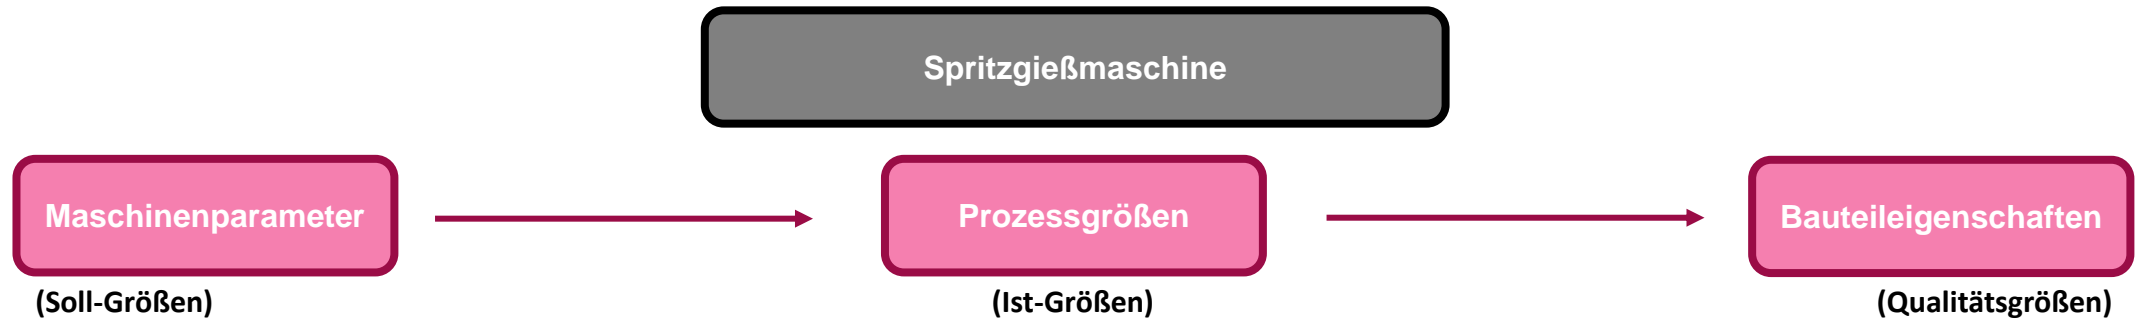 Spritzgießmaschine
Maschinenparameter
Prozessgrößen
Bauteileigenschaften
(Soll-Größen)
(Ist-Größen)
(Qualitätsgrößen)